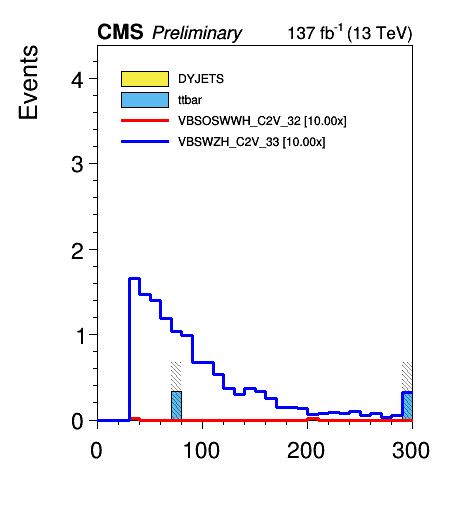 CMS Preliminary 137 fb-1 (13 TeV)
Events
4
DYJETS
ttbar
VBSOSWWH_C2V_32 [10.00x]
VBSWZH_C2V_33 [10.00x]
3
2
1
0
0 100 200 300